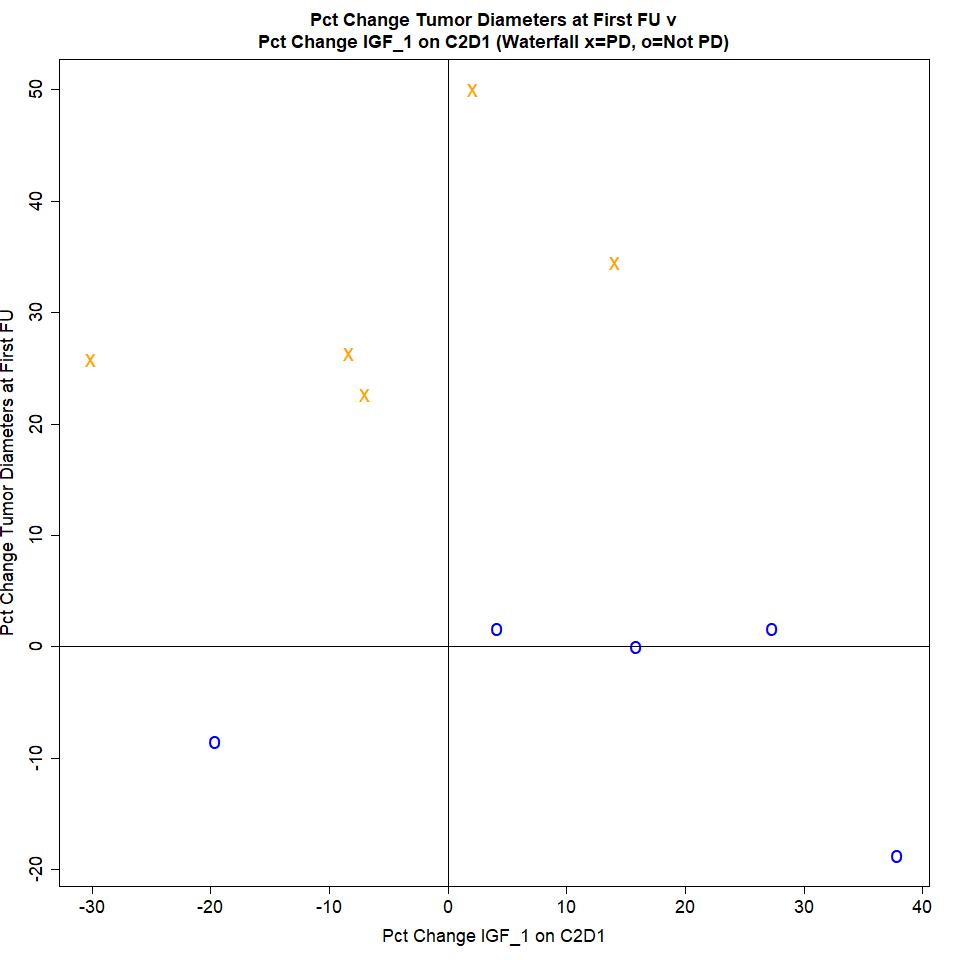 Pct Change Tumor Diameters at First FU v
Pct Change IGF_1 on C2D1 (Waterfall x=PD, o=Not PD)
Pct Change Tumor Diameters at First FU
50
40
30
20
10
0
-10
-20
X
X
X
X
X
O
O
O
O
O
-30
-20
-10
0
10
20
30
40
Pct Change IGF_1 on C2D1